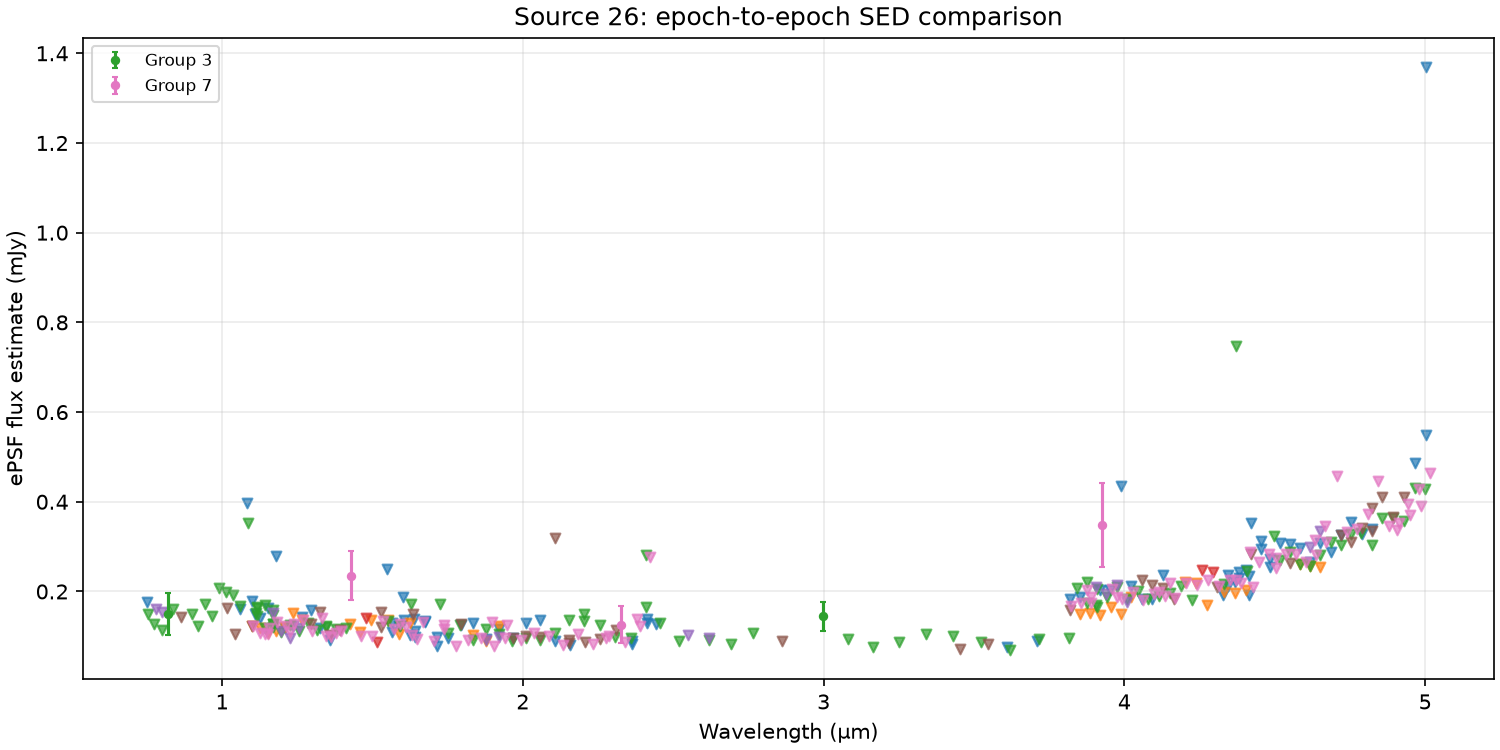 Source 26: epoch-to-epoch SED comparison
Group 3
Group 7
1.4
1.2
1.0
0.8
0.6
0.4
0.2
ePSF flux estimate (mJy)
1 2 3 4 5
Wavelength (μm)